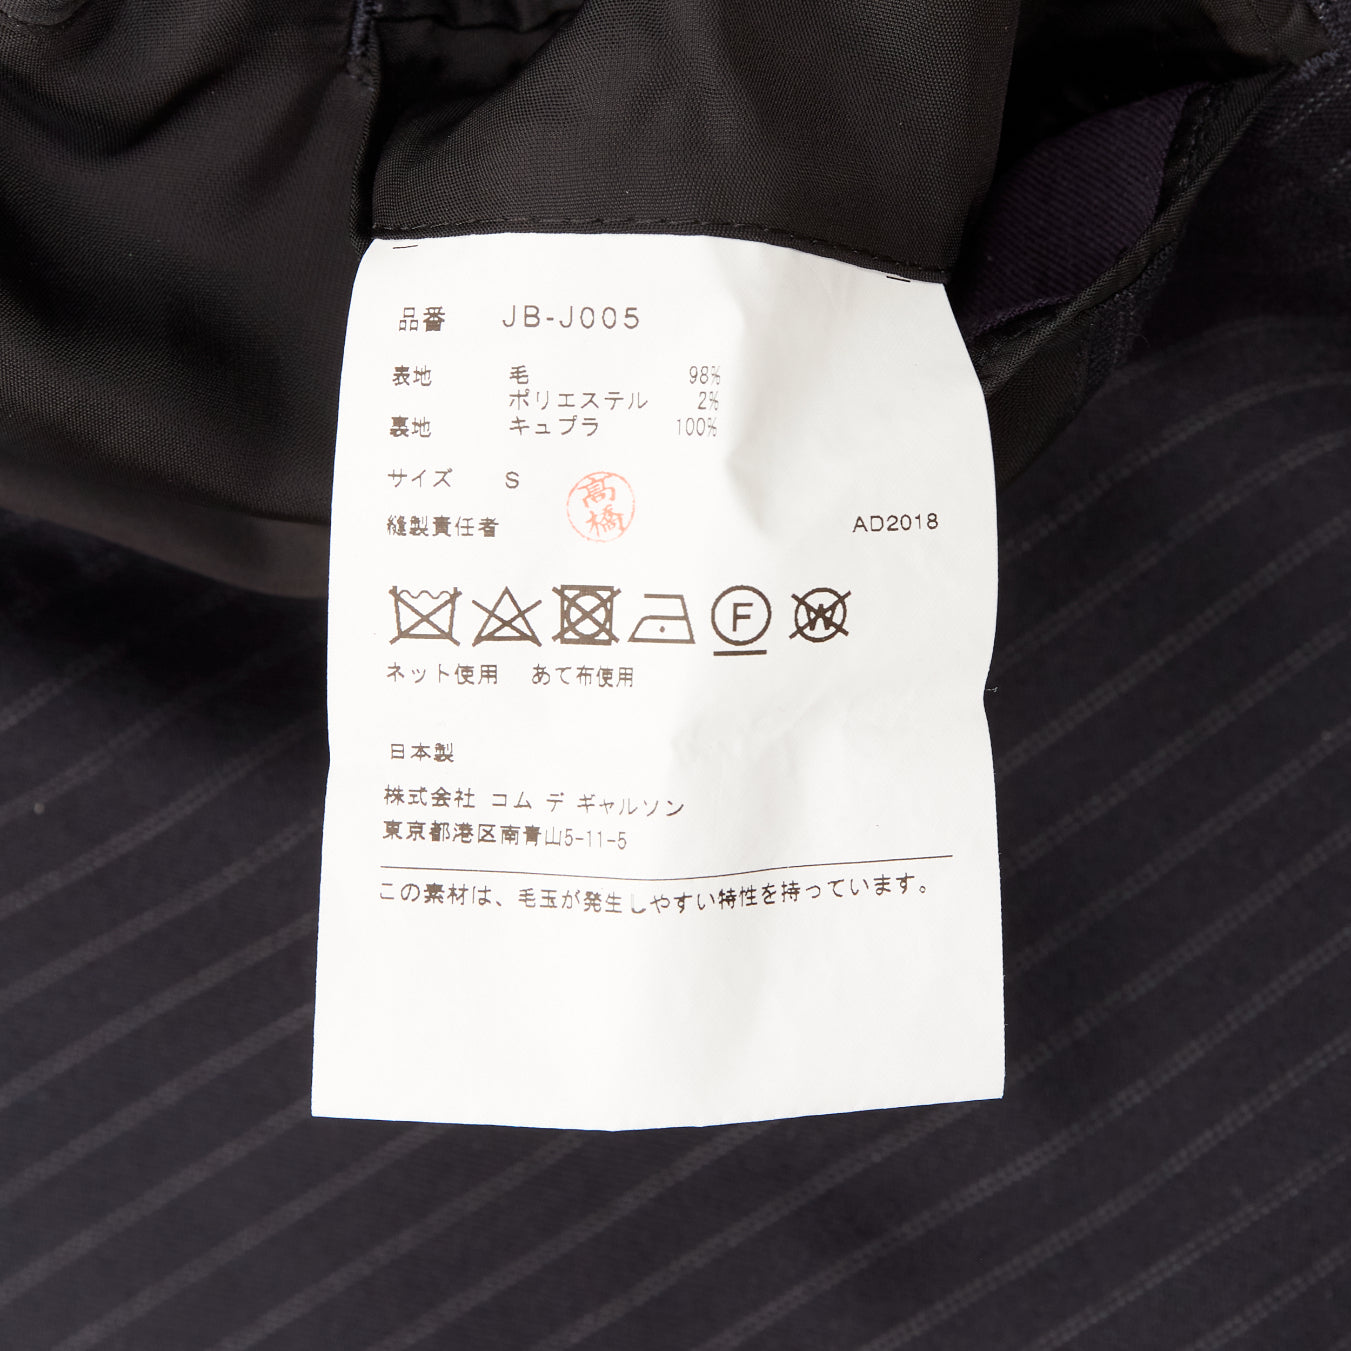 品番 JB-J005
表地 毛 98%
ポリエステル 2%
裏地 キュプラ 100%
サイズ S
高橋
縫製責任者 AD2018
F W
ネット使用 あて布使用
日本製
株式会社 コム デ ギャルソン
東京都港区南青山5-11-5
この素材は、毛玉が発生しやすい特性を持っています。